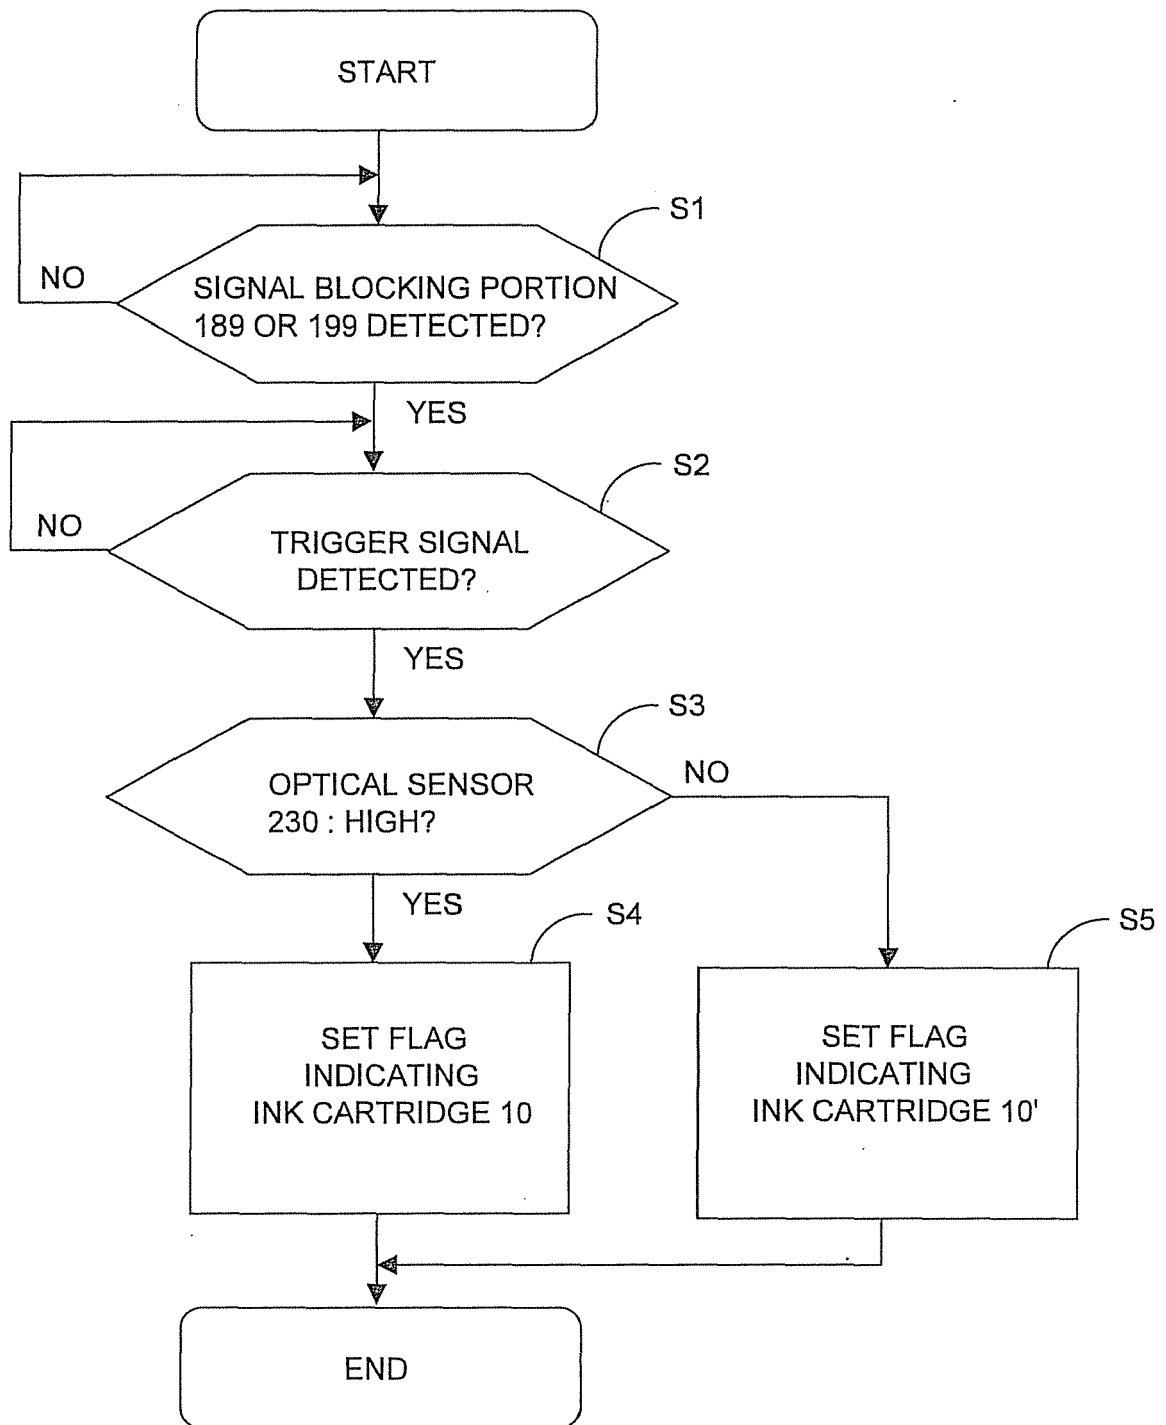 START
S1
NO
SIGNAL BLOCKING PORTION
189 OR 199 DETECTED?
YES
S2
NO
TRIGGER SIGNAL
DETECTED?
YES
S3
OPTICAL SENSOR
230 : HIGH?
NO
YES
S4
S5
SET FLAG
INDICATING
INK CARTRIDGE 10
SET FLAG
INDICATING
INK CARTRIDGE 10'
END